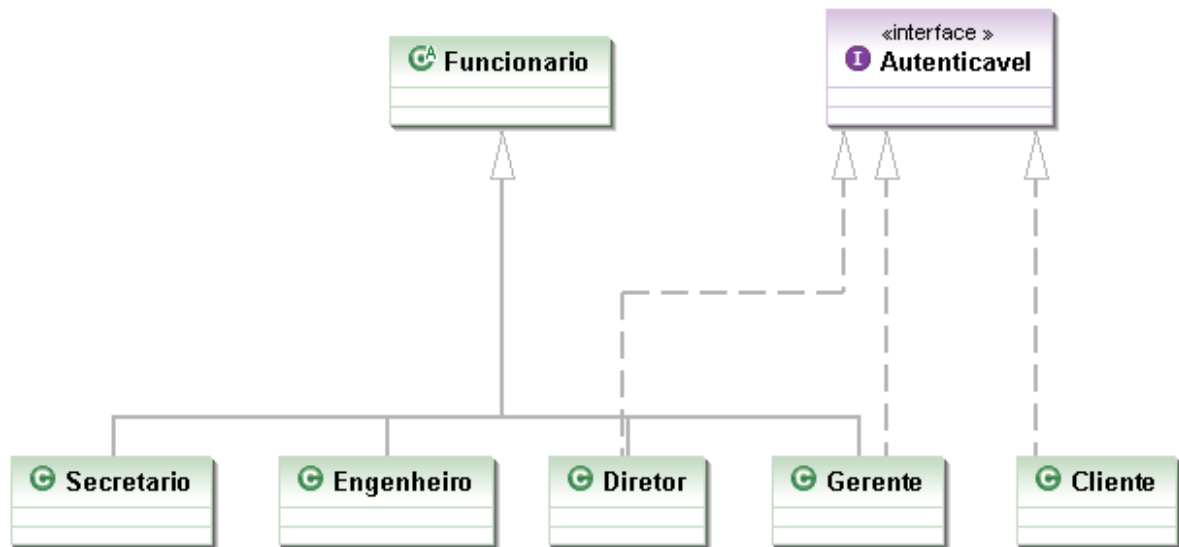 Funcionario
«interface »
Autenticavel
Secretario
Engenheiro
Diretor
Gerente
Cliente